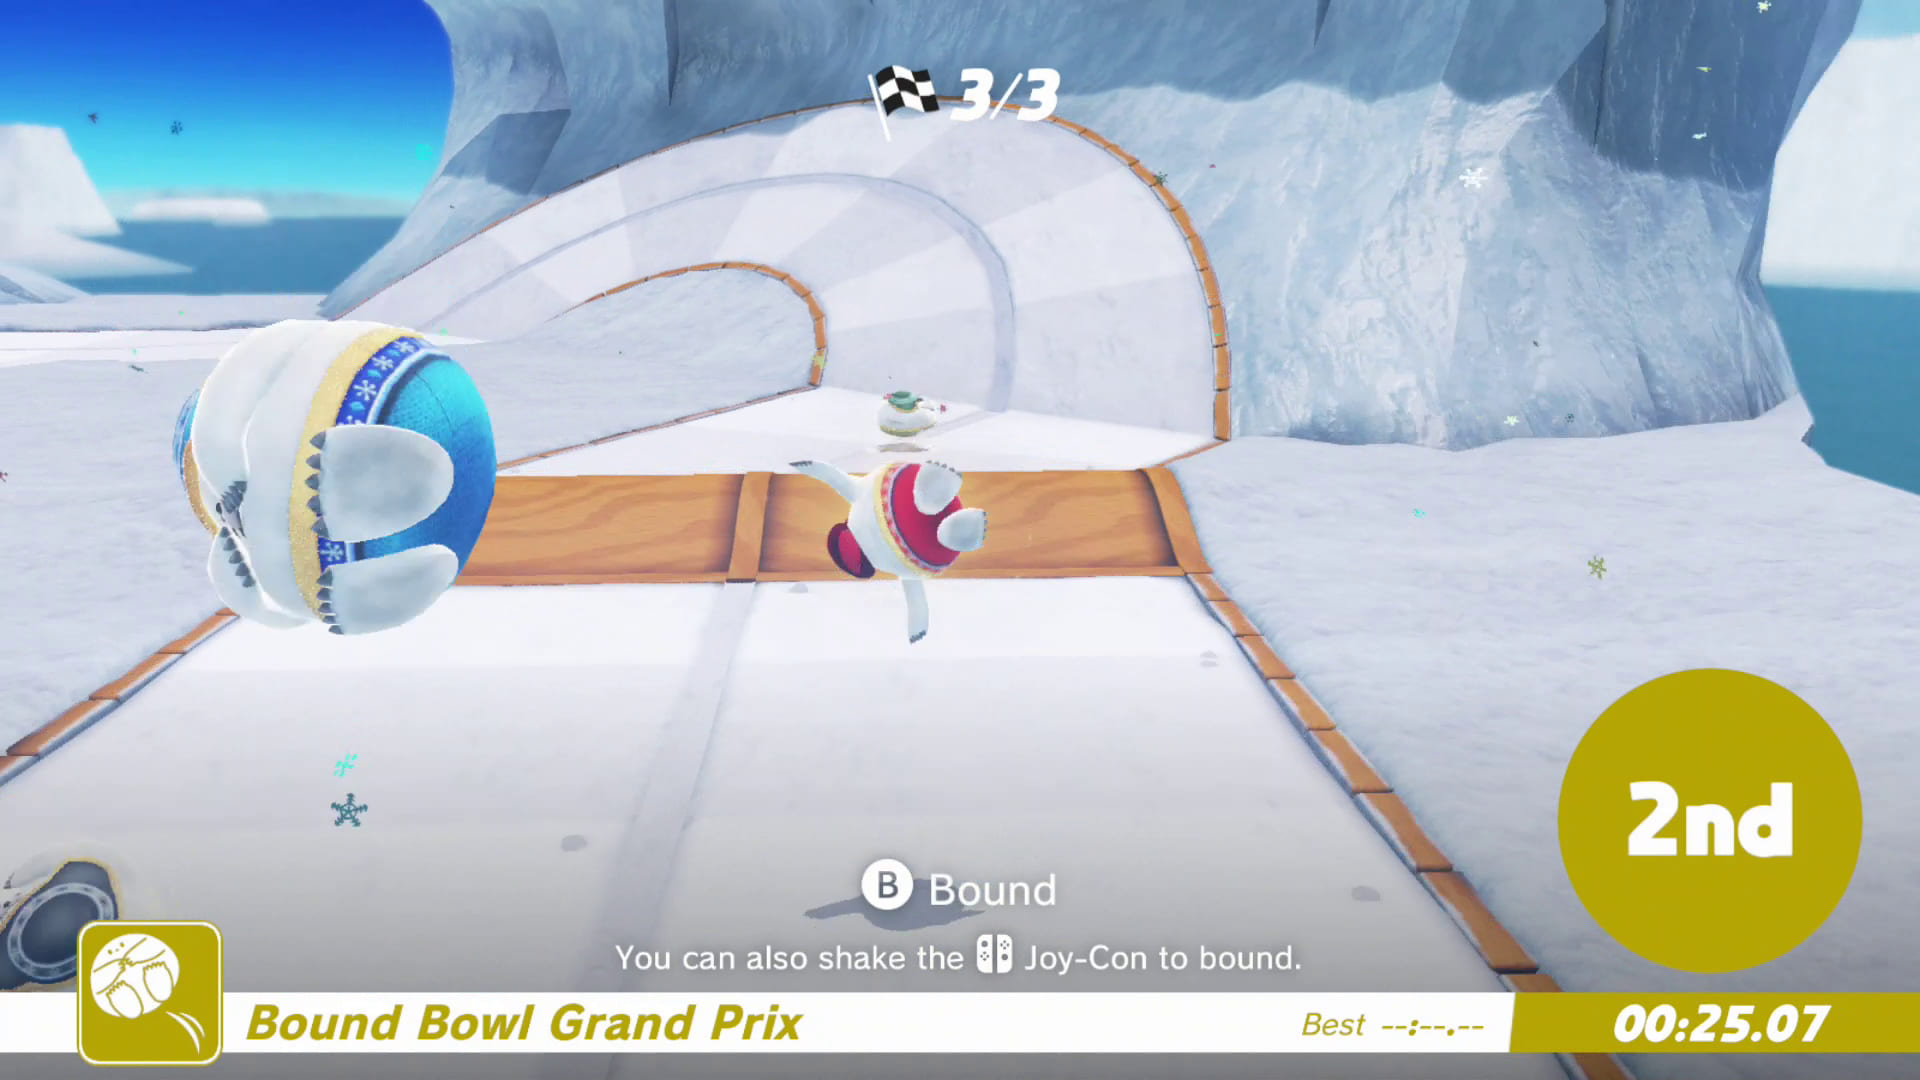 3/3
2nd
B Bound
You can also shake the Joy-Con to bound.
Bound Bowl Grand Prix
Best --:--.--
00:25.07